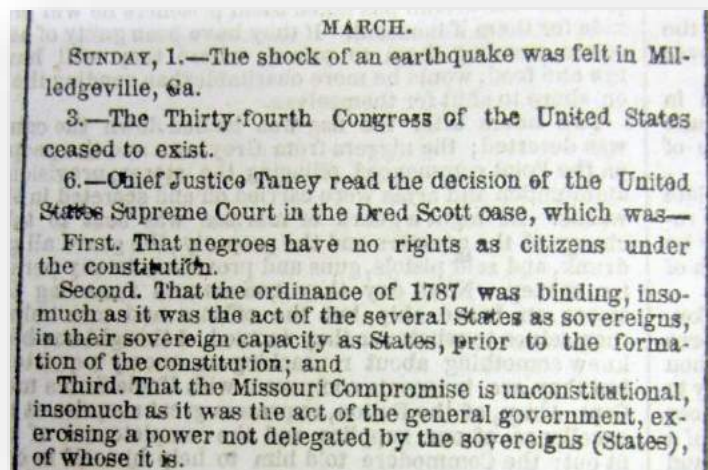 MARCH.
SUNDAY, 1.—The shock of an earthquake was felt in Mil-
ledgeville, Ga.
3.—The Thirty-fourth Congress of the United States
ceased to exist.
6.—Chief Justice Taney read the decision of the United
States Supreme Court in the Dred Scott case, which was—
First. That negroes have no rights as citizens under
the constitution.
Second. That the ordinance of 1787 was binding, inso-
much as it was the act of the several States as sovereigns,
in their sovereign capacity as States, prior to the forma-
tion of the constitution; and
Third. That the Missouri Compromise is unconstitutional,
insomuch as it was the act of the general government, ex-
ercising a power not delegated by the sovereigns (States),
of whose it is.